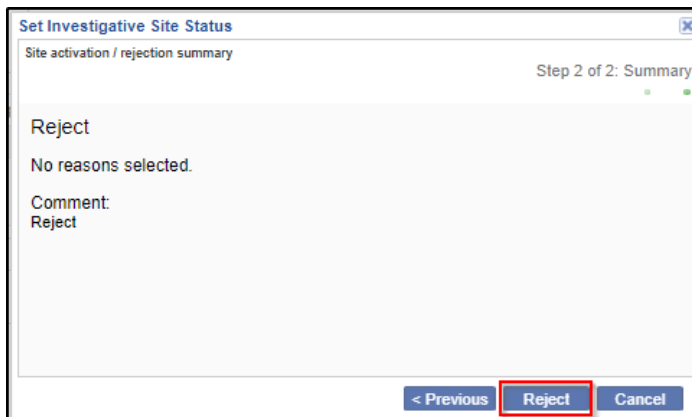 Set Investigative Site Status
Site activation / rejection summary
Step 2 of 2: Summary
Reject
No reasons selected.
Comment:
Reject
< Previous Reject Cancel